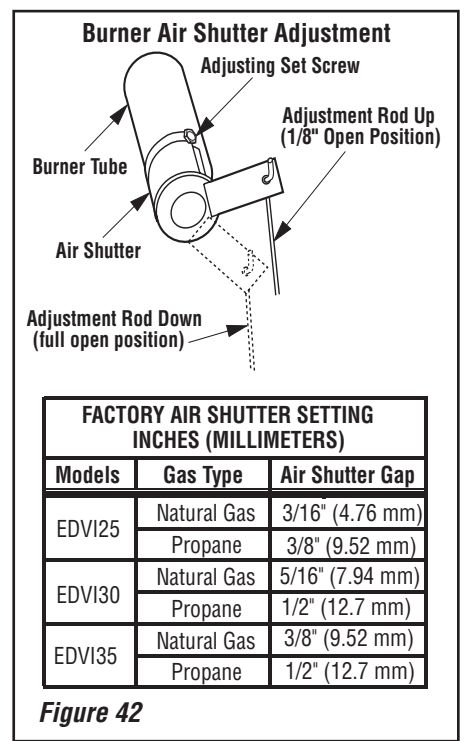 Burner Air Shutter Adjustment
Adjusting Set Screw
Adjustment Rod Up
(1/8" Open Position)
Burner Tube
Air Shutter
Adjustment Rod Down
(full open position)
FACTORY AIR SHUTTER SETTING
INCHES (MILLIMETERS)
Models Gas Type Air Shutter Gap
EDVI25 Natural Gas 3/16" (4.76 mm)
Propane 3/8" (9.52 mm)
EDVI30 Natural Gas 5/16" (7.94 mm)
Propane 1/2" (12.7 mm)
EDVI35 Natural Gas 3/8" (9.52 mm)
Propane 1/2" (12.7 mm)
Figure 42